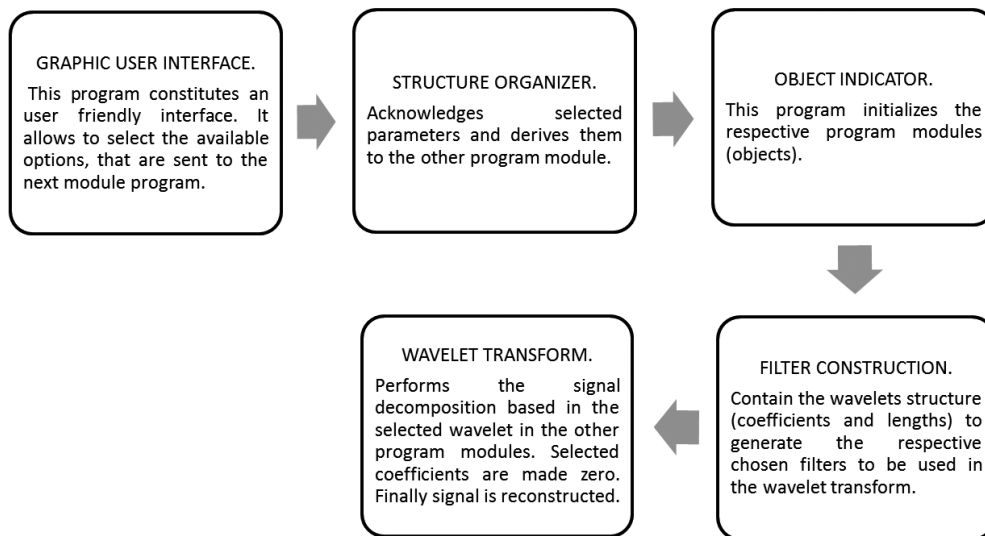 GRAPHIC USER INTERFACE.
This program constitutes an
user friendly interface. It
allows to select the available
options, that are sent to the
next module program.
STRUCTURE ORGANIZER.
Acknowledges selected
parameters and derives them
to the other program module.
OBJECT INDICATOR.
This program initializes the
respective program modules
(objects).
FILTER CONSTRUCTION.
Contain the wavelets structure
(coefficients and lengths) to
generate the respective
chosen filters to be used in
the wavelet transform.
WAVELET TRANSFORM.
Performs the signal
decomposition based in the
selected wavelet in the other
program modules. Selected
coefficients are made zero.
Finally signal is reconstructed.